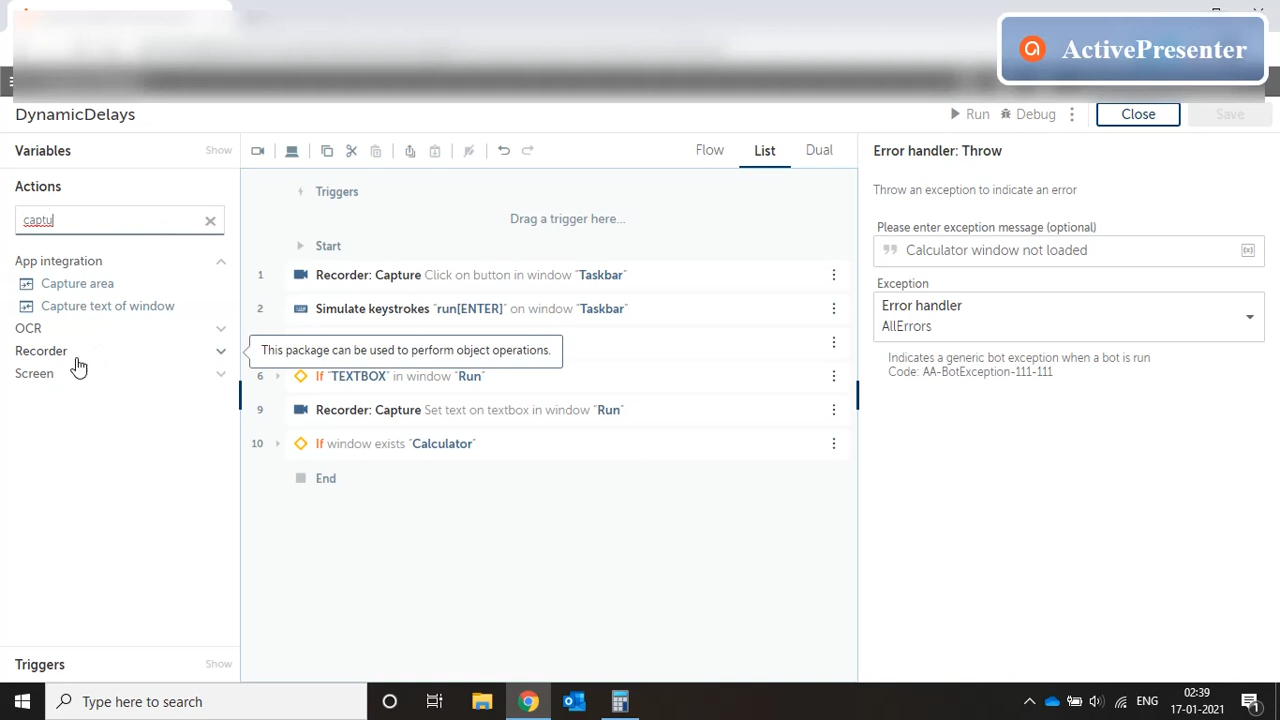 ActivePresenter
DynamicDelays
Run
Debug
Close
Save
Variables
Show
Actions
captu
App integration
Capture area
Capture text of window
OCR
Recorder
Screen
Triggers
Show
Flow
List
Dual
Triggers
Drag a trigger here...
Start
1 Recorder: Capture Click on button in window "Taskbar"
2 Simulate keystrokes "run[ENTER]" on window "Taskbar"
This package can be used to perform object operations.
6 If "TEXTBOX" in window "Run"
9 Recorder: Capture Set text on textbox in window "Run"
10 If window exists "Calculator"
End
Error handler: Throw
Throw an exception to indicate an error
Please enter exception message (optional)
Calculator window not loaded
(x)
Exception
Error handler
AllErrors
Indicates a generic bot exception when a bot is run
Code: AA-BotException-111-111
Type here to search
ENG
02:39
17-01-2021
1